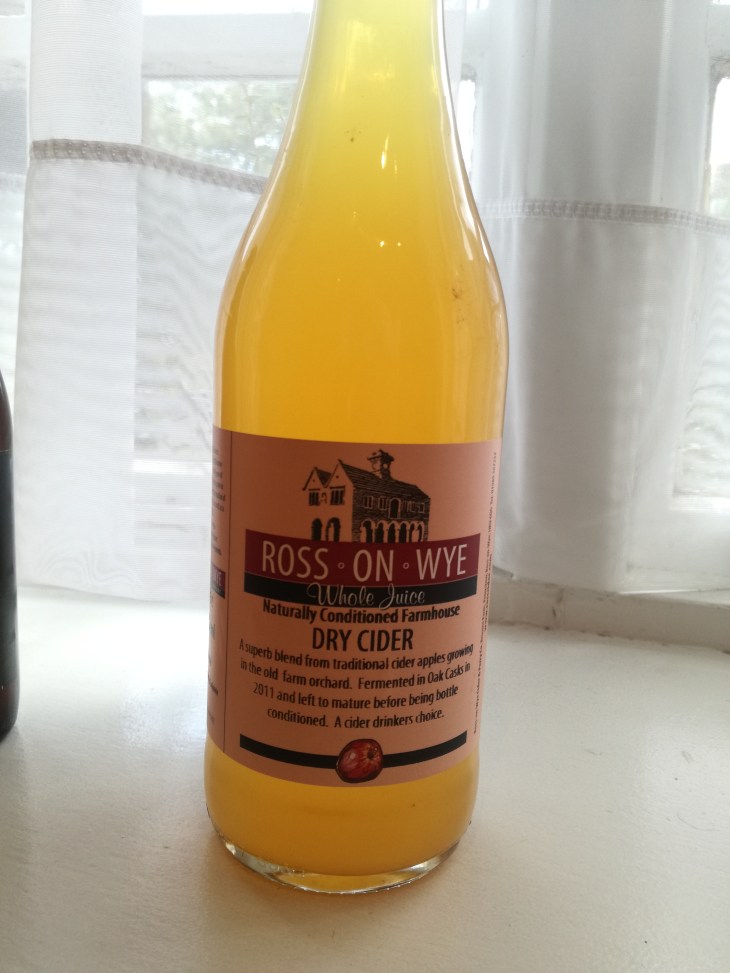 ROSS ◦ ON ◦ WYE
Whole Juice
Naturally Conditioned Farmhouse
DRY CIDER
A superb blend from traditional cider apples growing
in the old farm orchard. Fermented in Oak Casks in
2011 and left to mature before being bottle
conditioned. A cider drinkers choice.